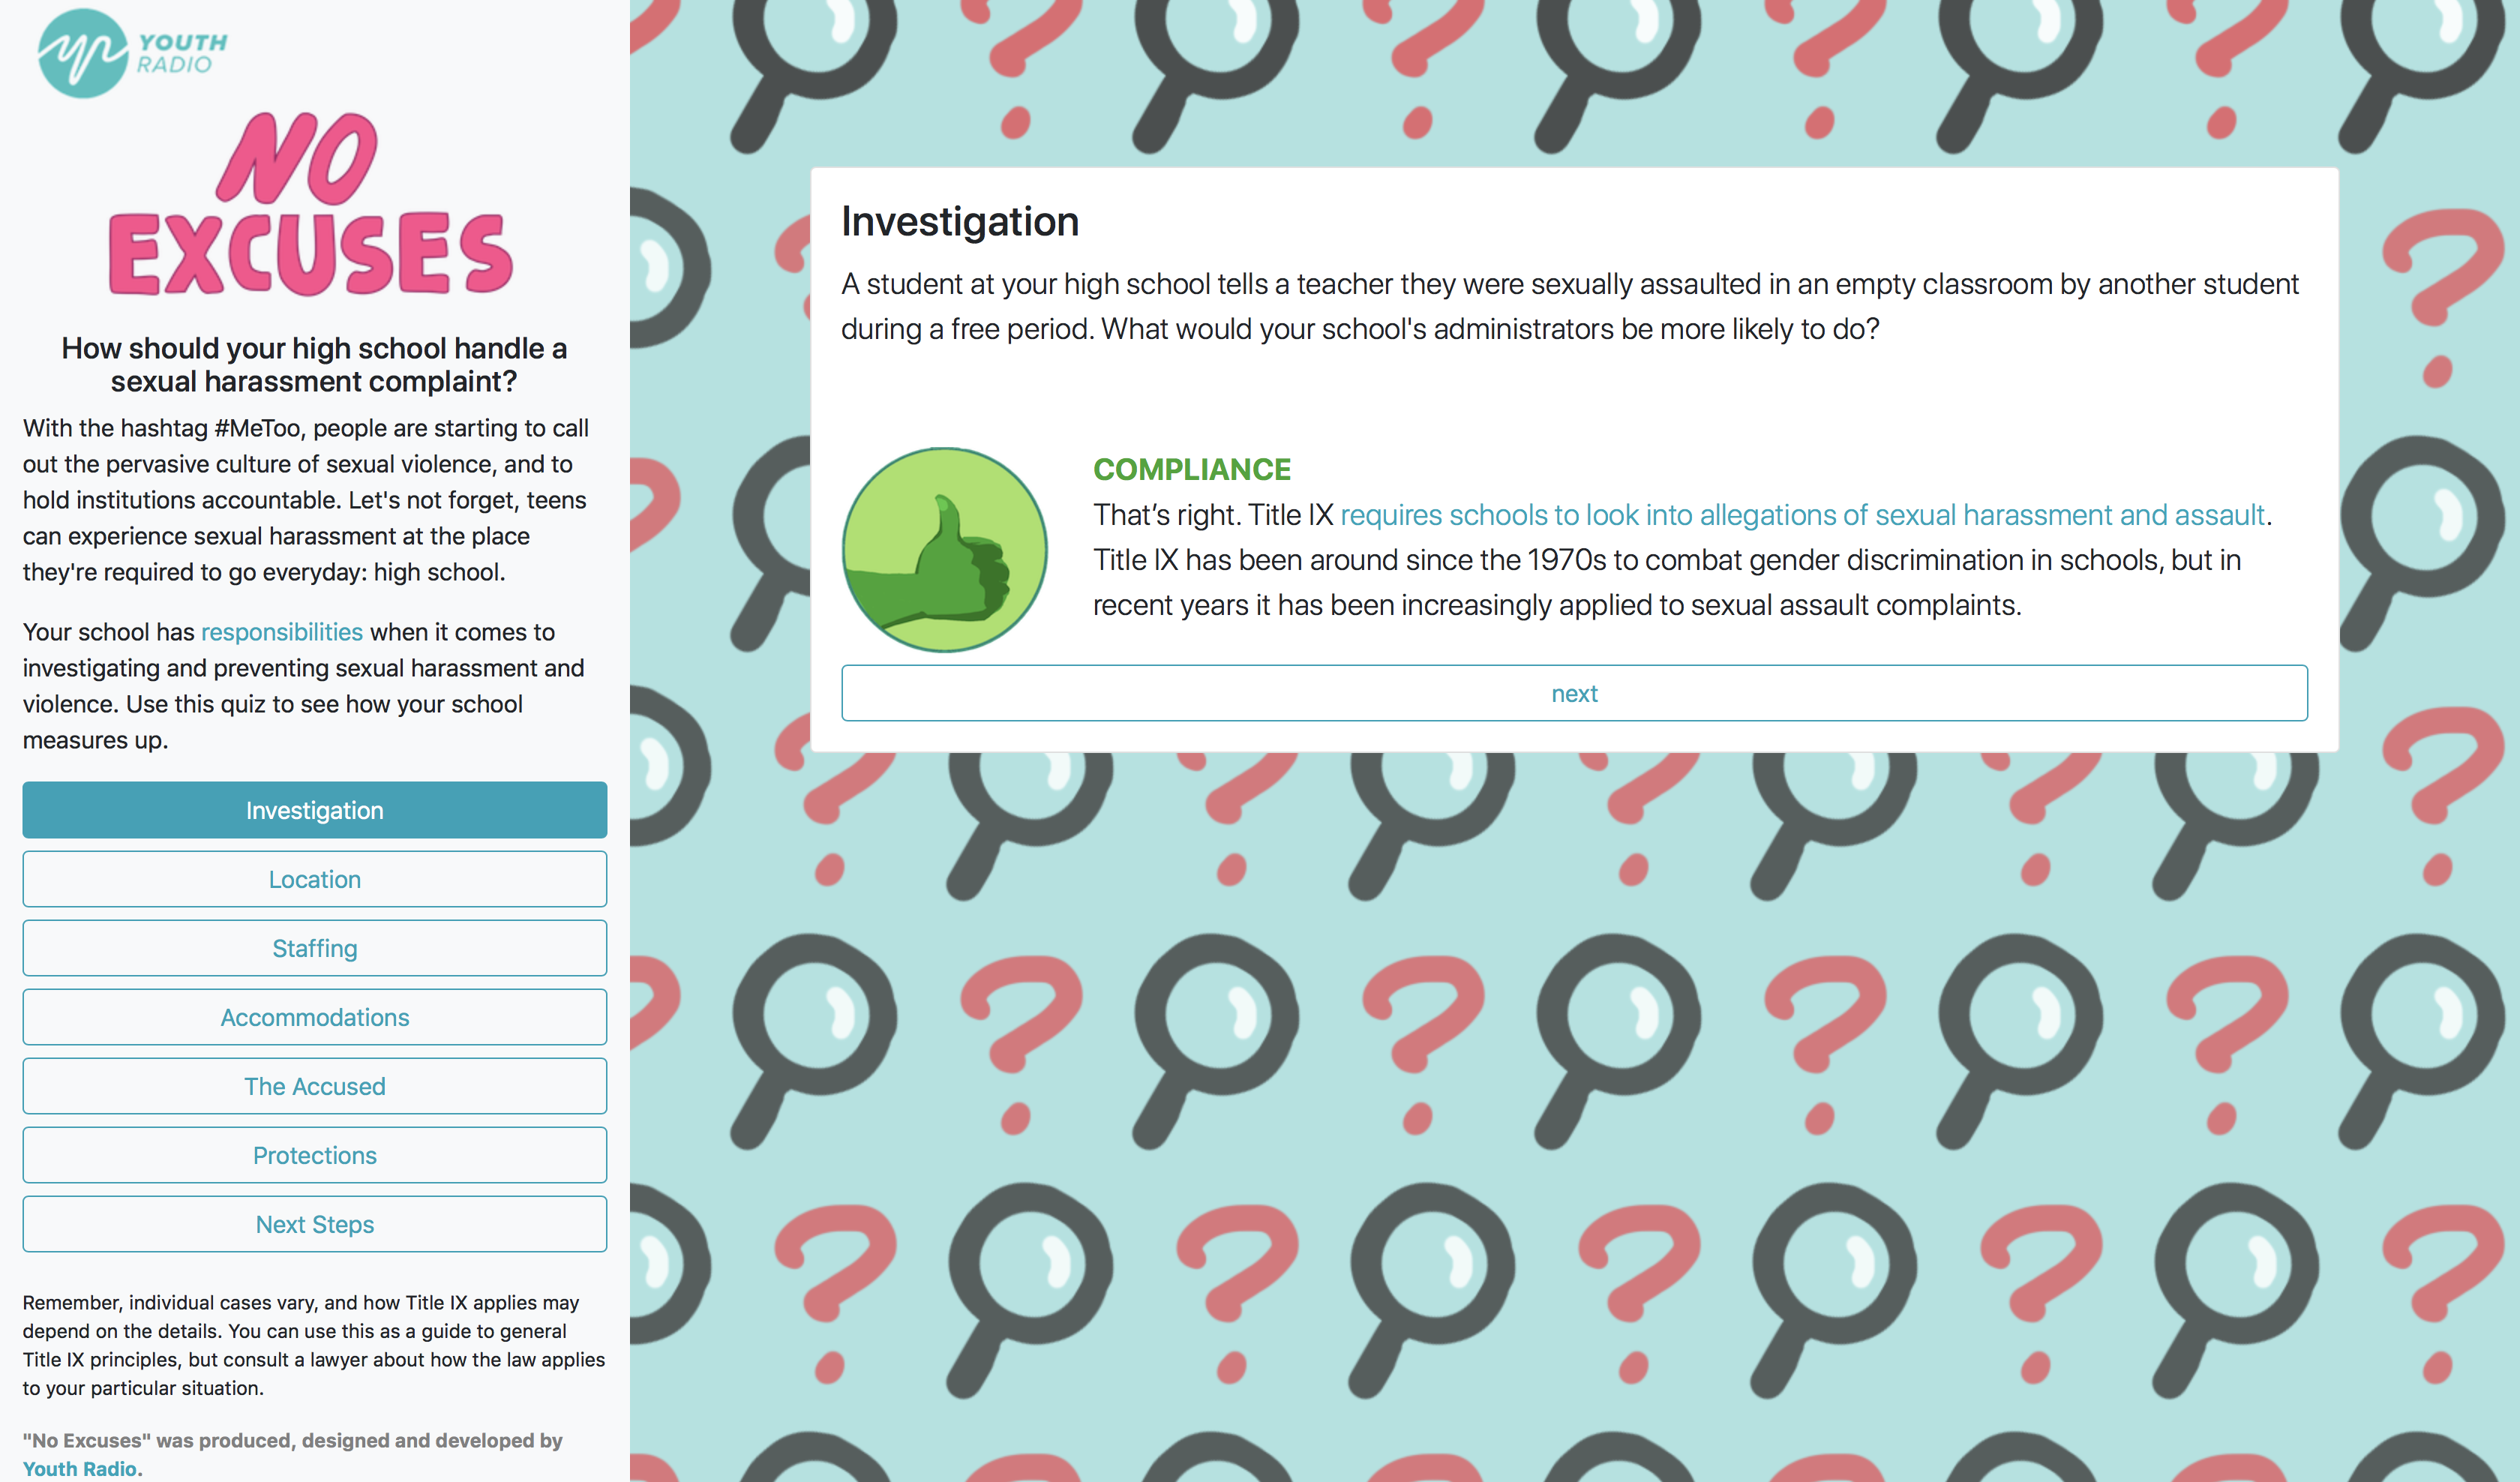 YOUTH
RADIO
NO
EXCUSES
How should your high school handle a
sexual harassment complaint?
With the hashtag #MeToo, people are starting to call
out the pervasive culture of sexual violence, and to
hold institutions accountable. Let's not forget, teens
can experience sexual harassment at the place
they're required to go everyday: high school.
Your school has responsibilities when it comes to
investigating and preventing sexual harassment and
violence. Use this quiz to see how your school
measures up.
Investigation
Location
Staffing
Accommodations
The Accused
Protections
Next Steps
Remember, individual cases vary, and how Title IX applies may
depend on the details. You can use this as a guide to general
Title IX principles, but consult a lawyer about how the law applies
to your particular situation.
"No Excuses" was produced, designed and developed by
Youth Radio.
Investigation
A student at your high school tells a teacher they were sexually assaulted in an empty classroom by another student
during a free period. What would your school's administrators be more likely to do?
COMPLIANCE
That’s right. Title IX requires schools to look into allegations of sexual harassment and assault.
Title IX has been around since the 1970s to combat gender discrimination in schools, but in
recent years it has been increasingly applied to sexual assault complaints.
next